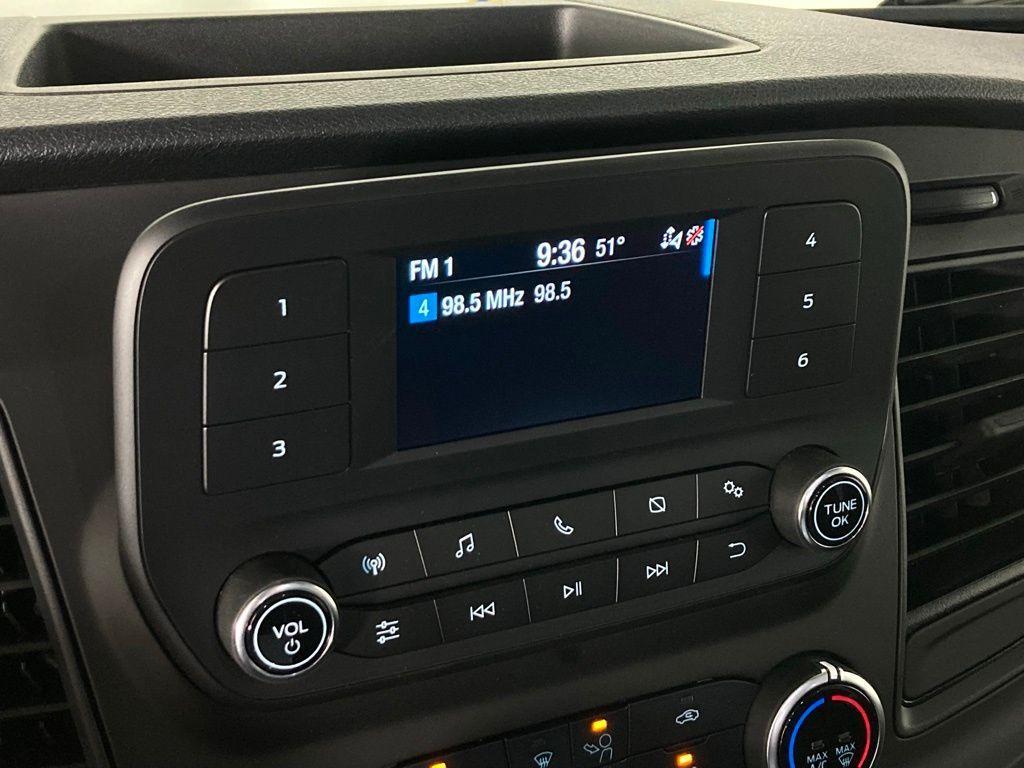 FM 1 9:36 51°
4 98.5 MHz 98.5
1
2
3
4
5
6
TUNE
OK
VOL
MAX
A/C
MAX